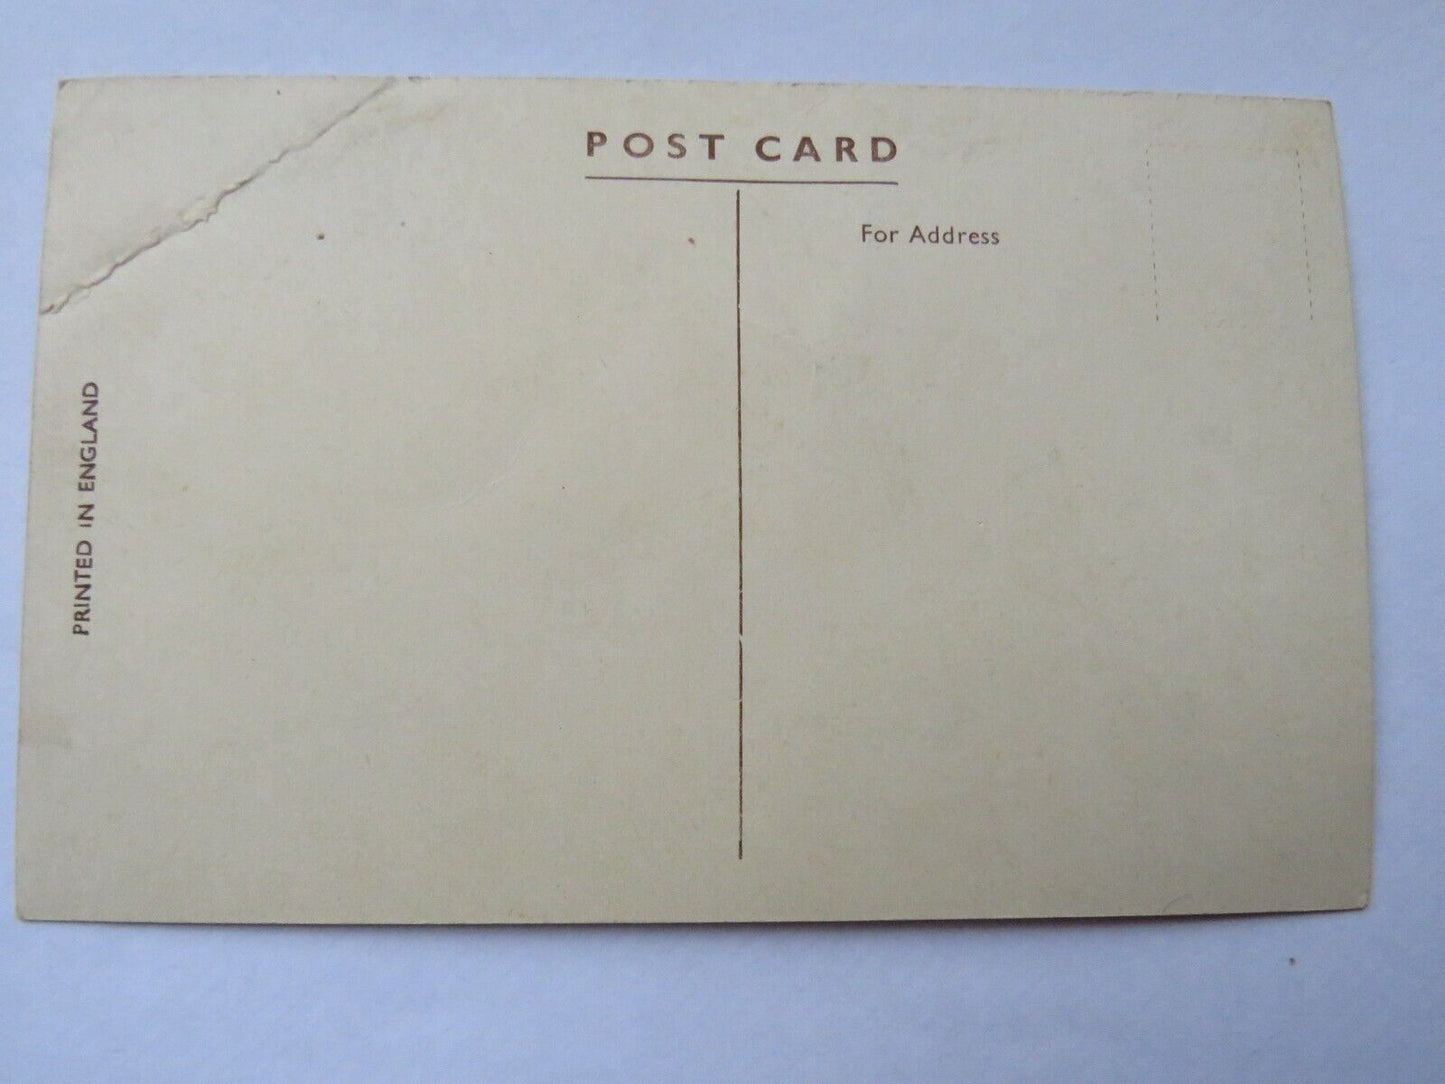 POST CARD
For Address
PRINTED IN ENGLAND